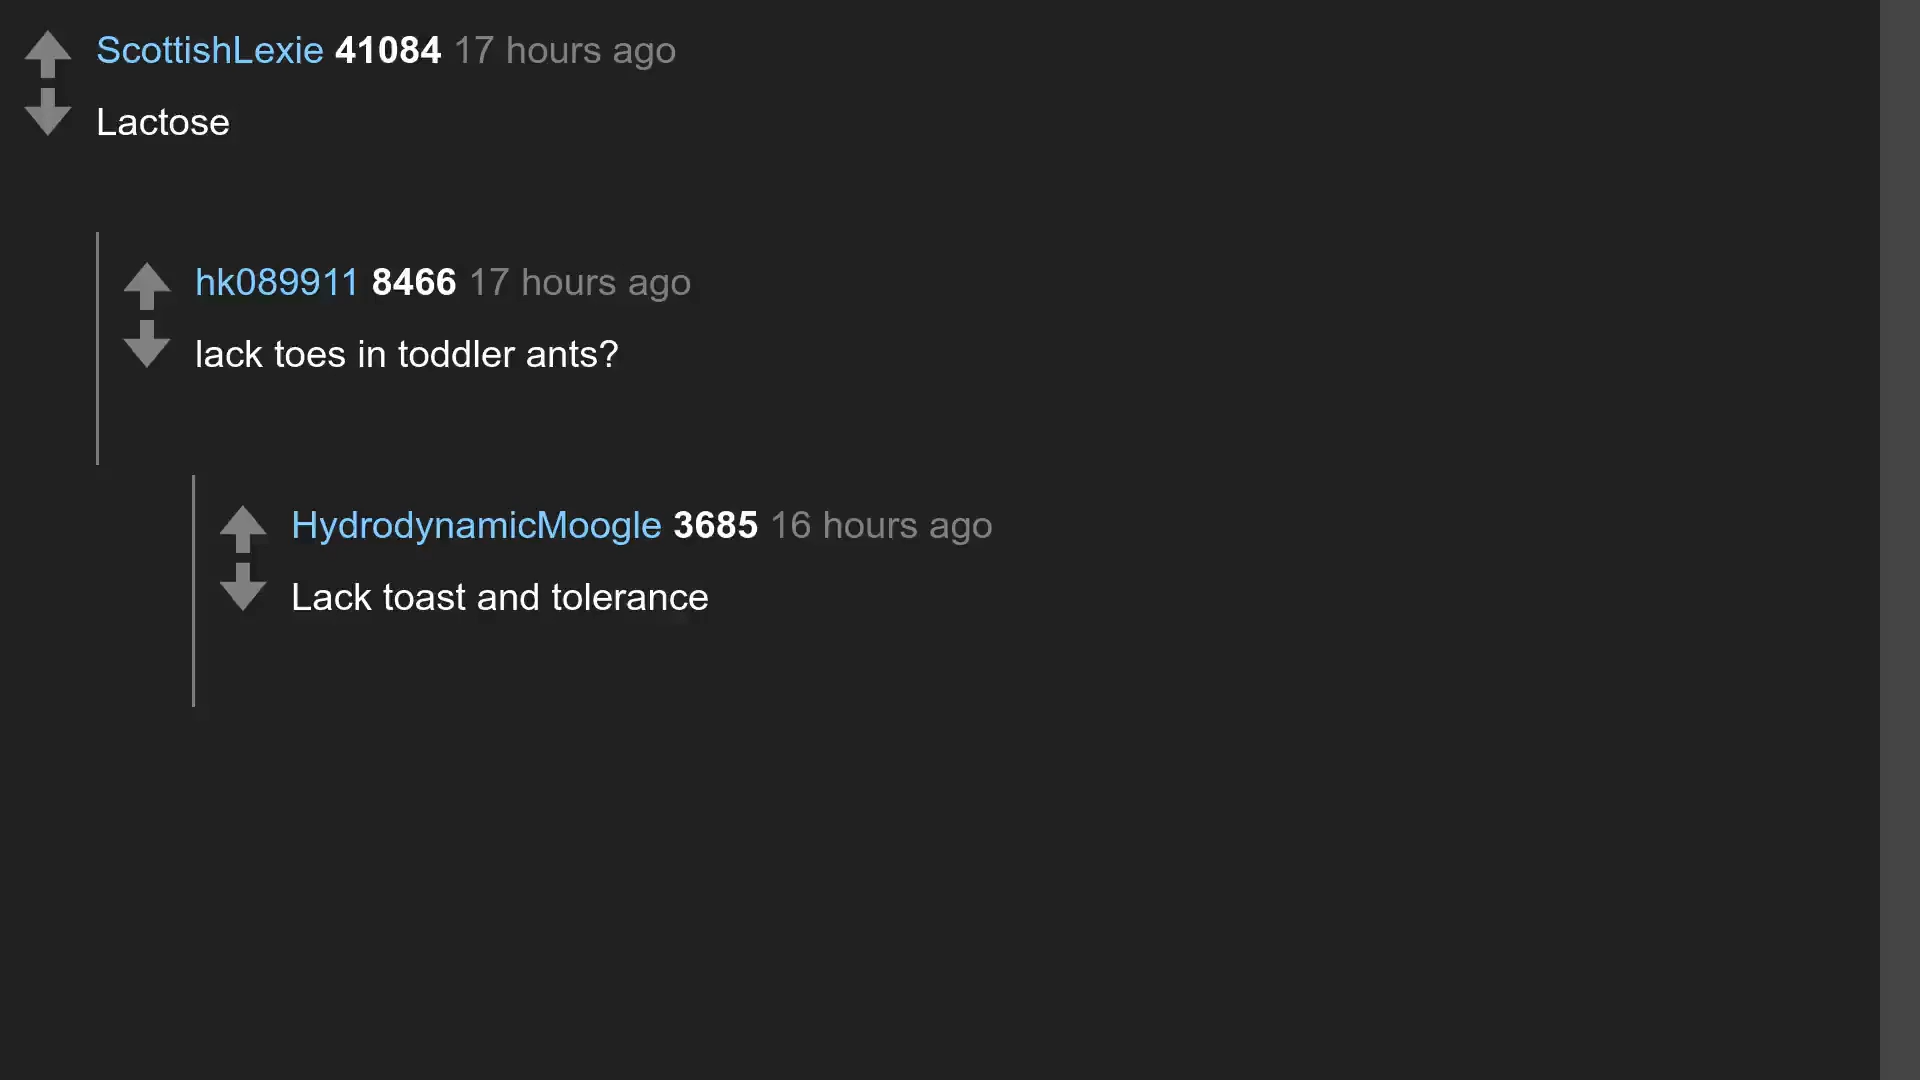 ScottishLexie 41084 17 hours ago
Lactose
hk089911 8466 17 hours ago
lack toes in toddler ants?
HydrodynamicMoogle 3685 16 hours ago
Lack toast and tolerance